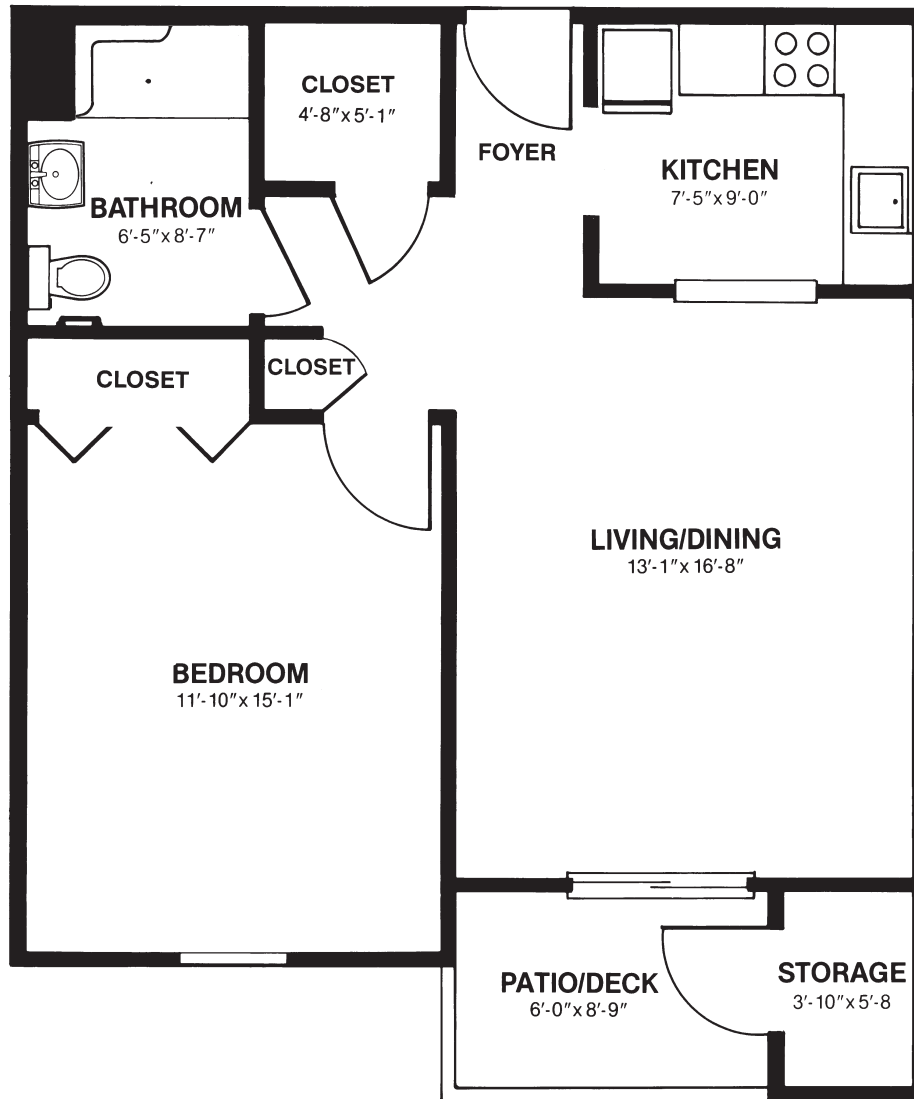 CLOSET
4′-8″ x 5′-1″
FOYER
KITCHEN
7′-5″ x 9′-0″
BATHROOM
6′-5″ x 8′-7″
CLOSET
CLOSET
LIVING/DINING
13′-1″ x 16′-8″
BEDROOM
11′-10″ x 15′-1″
PATIO/DECK
6′-0″ x 8′-9″
STORAGE
3′-10″ x 5′-8